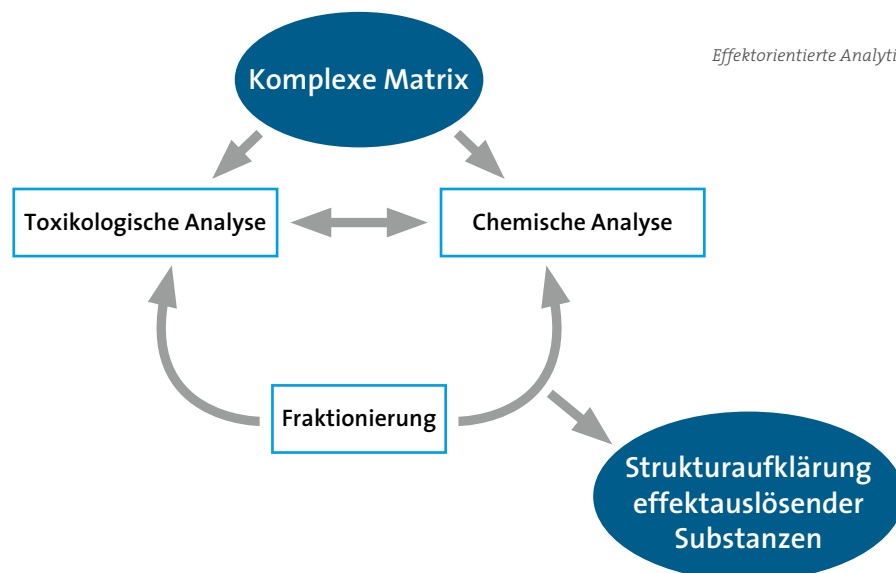 Effektorientierte Analyti
Komplexe Matrix
Toxikologische Analyse
Chemische Analyse
Fraktionierung
Strukturaufklärung
effektauslösender
Substanzen